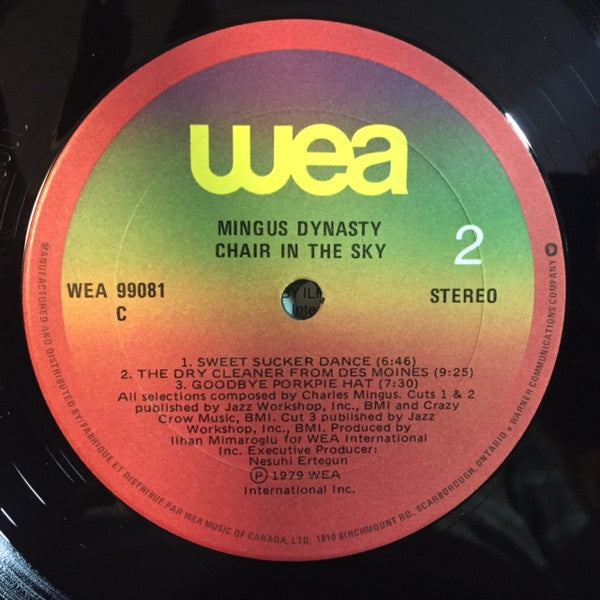 wea
MINGUS DYNASTY
CHAIR IN THE SKY
2
WEA 99081
C
STEREO
1. SWEET SUCKER DANCE (6:46)
2. THE DRY CLEANER FROM DES MOINES (9:25)
3. GOODBYE PORKPIE HAT (7:30)
All selections composed by Charles Mingus. Cuts 1 & 2
published by Jazz Workshop, Inc., BMI and Crazy
Crow Music, BMI. Cut 3 published by Jazz
Workshop, Inc., BMI. Produced by
Ilhan Mimaroglu for WEA International
Inc. Executive Producer:
Nesuhi Ertegun
Ⓟ 1979 WEA
International Inc.
MANUFACTURED AND DISTRIBUTED BY/FABRIQUE ET DISTRIBUE PAR WEA MUSIC OF CANADA, LTD. 1810 BIRCHMOUNT RD., SCARBOROUGH, ONTARIO • A WARNER COMMUNICATIONS COMPANY